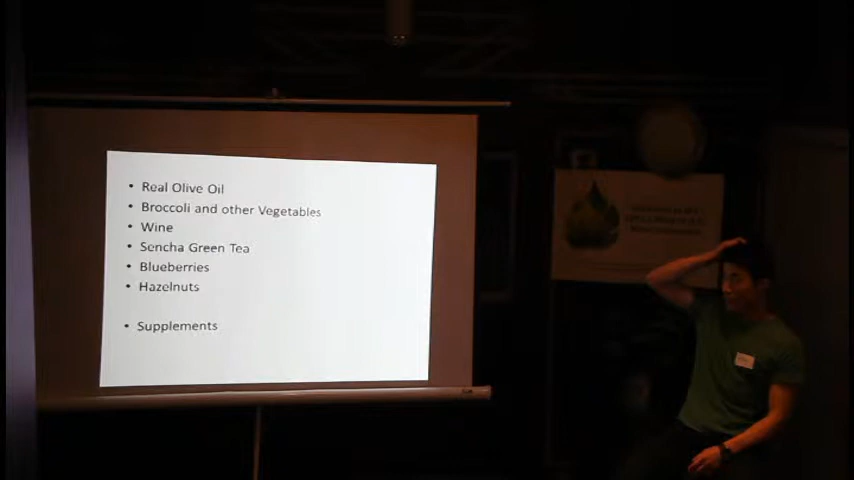 • Real Olive Oil
• Broccoli and other Vegetables
• Wine
• Sencha Green Tea
• Blueberries
• Hazelnuts
• Supplements